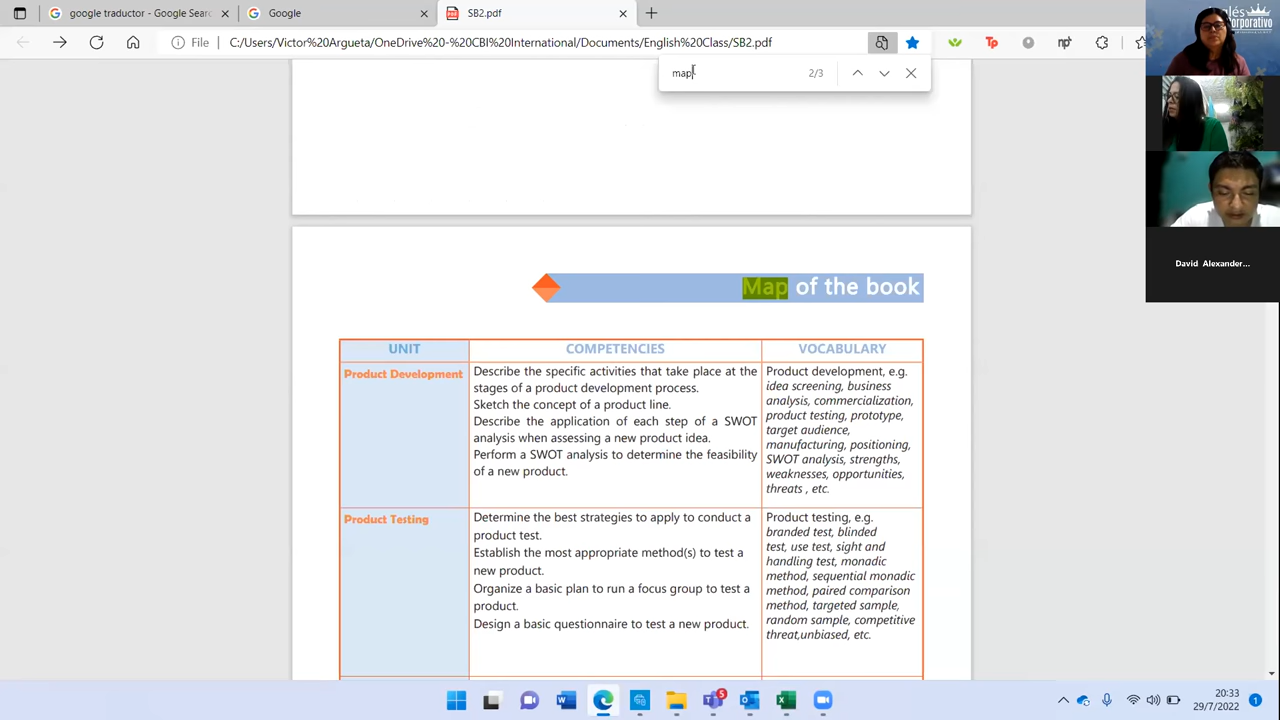 google traductor - Google Sear
Google
SB2.pdf
File
C:/Users/Victor%20Argueta/OneDrive%20-%20CBI%20International/Documents/English%20Class/SB2.pdf
map
2/3
Map of the book
UNIT
COMPETENCIES
VOCABULARY
Product Development
Describe the specific activities that take place at the
stages of a product development process.
Sketch the concept of a product line.
Describe the application of each step of a SWOT
analysis when assessing a new product idea.
Perform a SWOT analysis to determine the feasibility
of a new product.
Product development, e.g.
idea screening, business
analysis, commercialization,
product testing, prototype,
target audience,
manufacturing, positioning,
SWOT analysis, strengths,
weaknesses, opportunities,
threats , etc.
Product Testing
Determine the best strategies to apply to conduct a
product test.
Establish the most appropriate method(s) to test a
new product.
Organize a basic plan to run a focus group to test a
product.
Design a basic questionnaire to test a new product.
Product testing, e.g.
branded test, blinded
test, use test, sight and
handling test, monadic
method, sequential monadic
method, paired comparison
method, targeted sample,
random sample, competitive
threat,unbiased, etc.
David Alexander...
20:33
29/7/2022